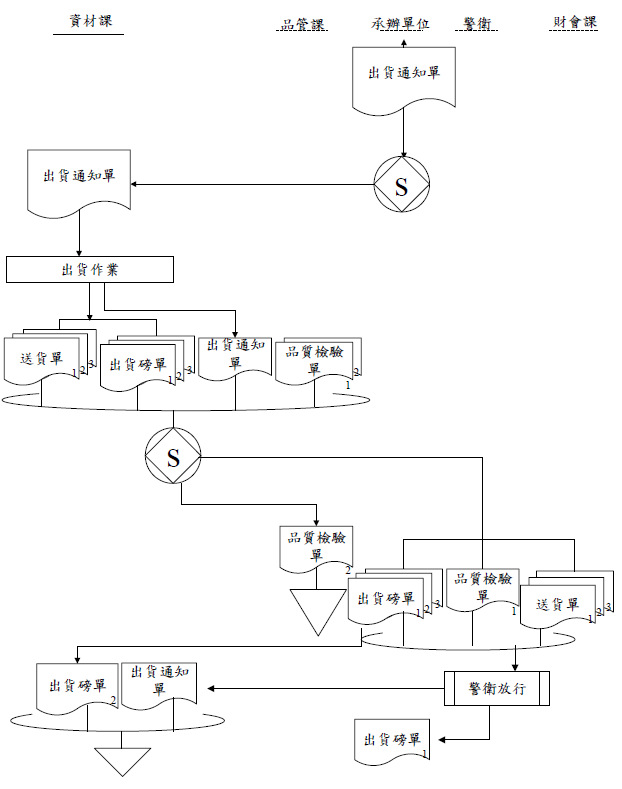 資材課 品管課 承辦單位 警衛 財會課
出貨通知單
出貨通知單
S
出貨作業
送貨單
1 2 3
出貨磅單
1 2 3
出貨通知
單
品質檢驗
單
1 2
S
品質檢驗
單
2
出貨磅單
1 2 3
品質檢驗
單
1
送貨單
1 2 3
出貨磅單
2
出貨通知
單
警衛放行
出貨磅單
1